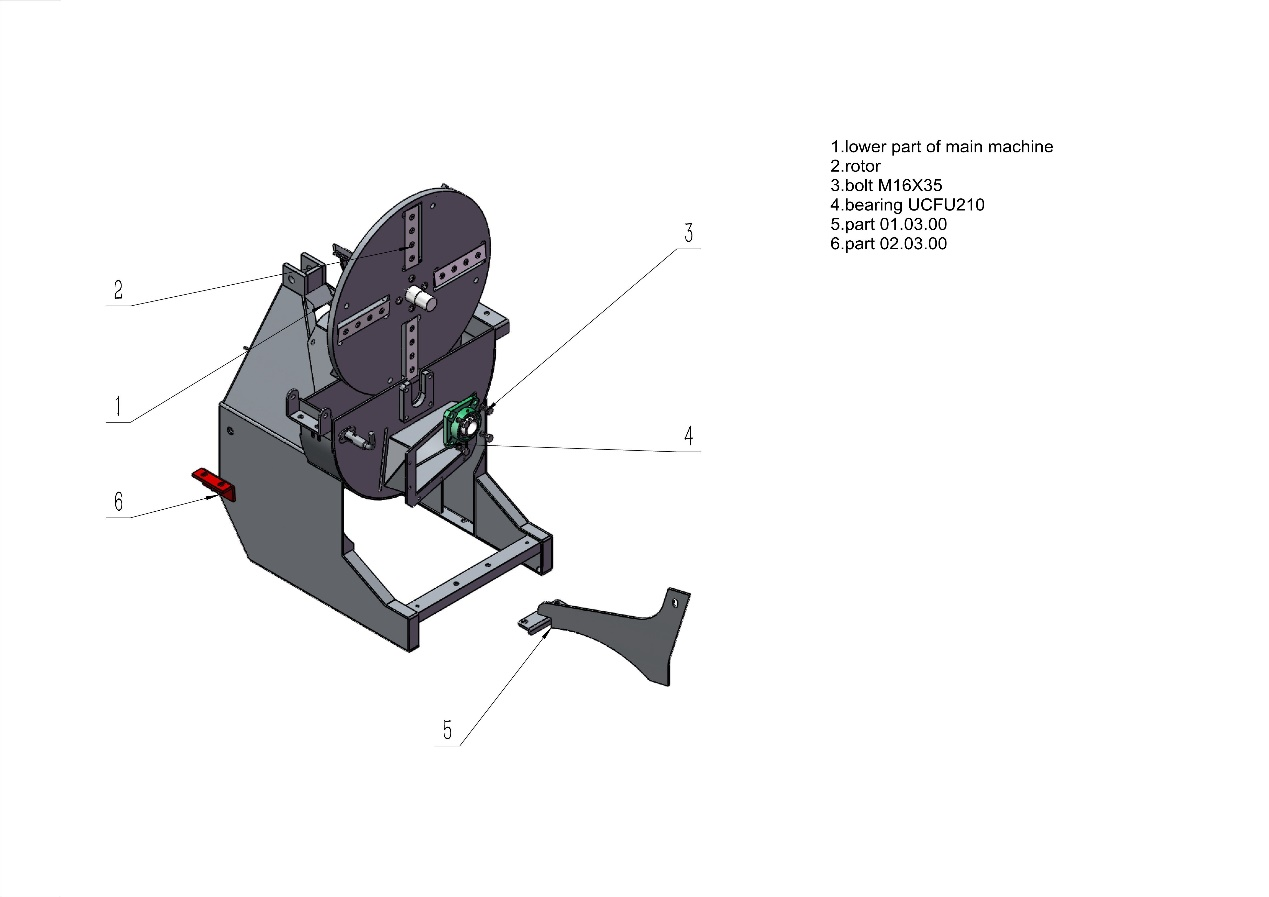 1.lower part of main machine
2.rotor
3.bolt M16X35
4.bearing UCFU210
5.part 01.03.00
6.part 02.03.00
3
2
1
4
6
5